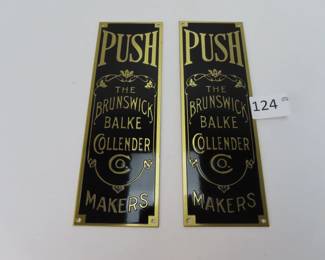 PUSH
THE
BRUNSWICK
BALKE
COLLENDER
CO.
MAKERS
PUSH
THE
BRUNSWICK
BALKE
COLLENDER
CO.
MAKERS
124